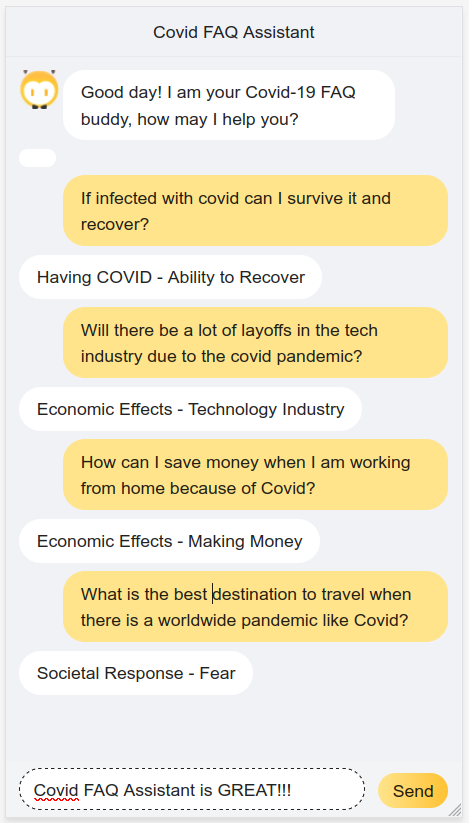 Covid FAQ Assistant
Good day! I am your Covid-19 FAQ
buddy, how may I help you?
If infected with covid can I survive it and
recover?
Having COVID - Ability to Recover
Will there be a lot of layoffs in the tech
industry due to the covid pandemic?
Economic Effects - Technology Industry
How can I save money when I am working
from home because of Covid?
Economic Effects - Making Money
What is the best destination to travel when
there is a worldwide pandemic like Covid?
Societal Response - Fear
Covid FAQ Assistant is GREAT!!!
Send